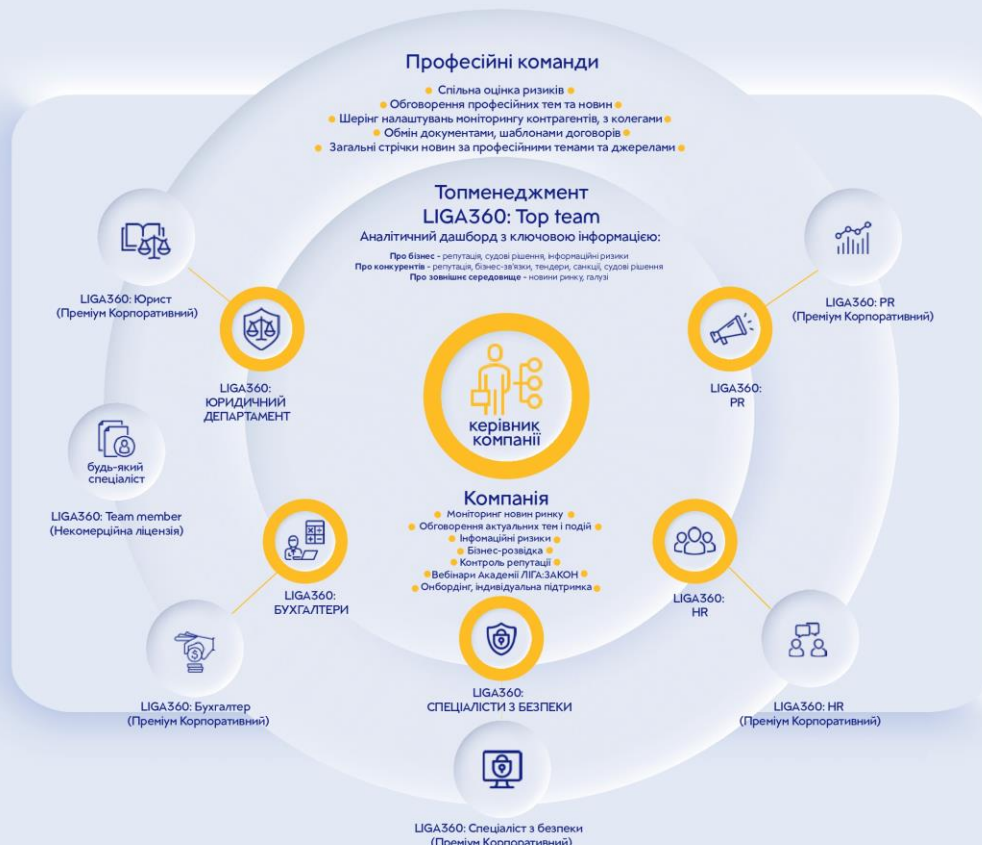 Професійні команди
Спільна оцінка ризиків
Обговорення професійних тем та новин
Шерінг налаштувань моніторингу контрагентів, з колегами
Обмін документами, шаблонами договорів
Загальні стрічки новин за професійними темами та джерелами
Топменеджмент
LIGA360: Top team
Аналітичний дашборд з ключовою інформацією:
Про бізнес - репутація, судові рішення, інформаційні ризики
Про конкурентів - репутація, бізнес-зв'язки, тендери, санкції, судові рішення
Про зовнішнє середовище - новини ринку, галузі
LIGA360: Юрист
(Преміум Корпоративний)
LIGA360: PR
(Преміум Корпоративний)
LIGA360:
ЮРИДИЧНИЙ
ДЕПАРТАМЕНТ
LIGA360:
PR
керівник
компанії
будь-який
спеціаліст
LIGA360: Team member
(Некомерційна ліцензія)
Компанія
Моніторинг новин ринку
Обговорення актуальних тем і подій
Інфомаційні ризики
Бізнес-розвідка
Контроль репутації
Вебінари Академії ЛІГА:ЗАКОН
Онбордінг, індивідуальна підтримка
LIGA360:
БУХГАЛТЕРИ
LIGA360:
HR
LIGA360:
СПЕЦІАЛІСТИ З БЕЗПЕКИ
LIGA360: Бухгалтер
(Преміум Корпоративний)
LIGA360: HR
(Преміум Корпоративний)
LIGA360: Спеціаліст з безпеки
(Преміум Корпоративний)